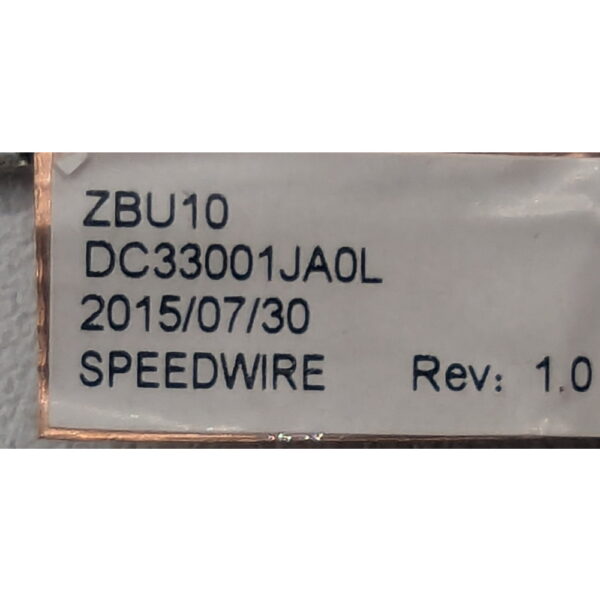 ZBU10
DC33001JA0L
2015/07/30
SPEEDWIRE Rev: 1.0